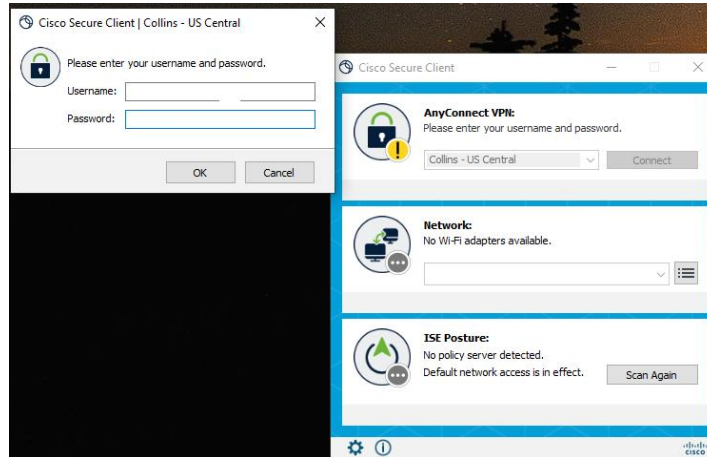 Cisco Secure Client | Collins - US Central
Please enter your username and password.
Username:
Password:
OK Cancel
Cisco Secure Client
AnyConnect VPN:
Please enter your username and password.
Collins - US Central
Connect
Network:
No Wi-Fi adapters available.
ISE Posture:
No policy server detected.
Default network access is in effect.
Scan Again
cisco